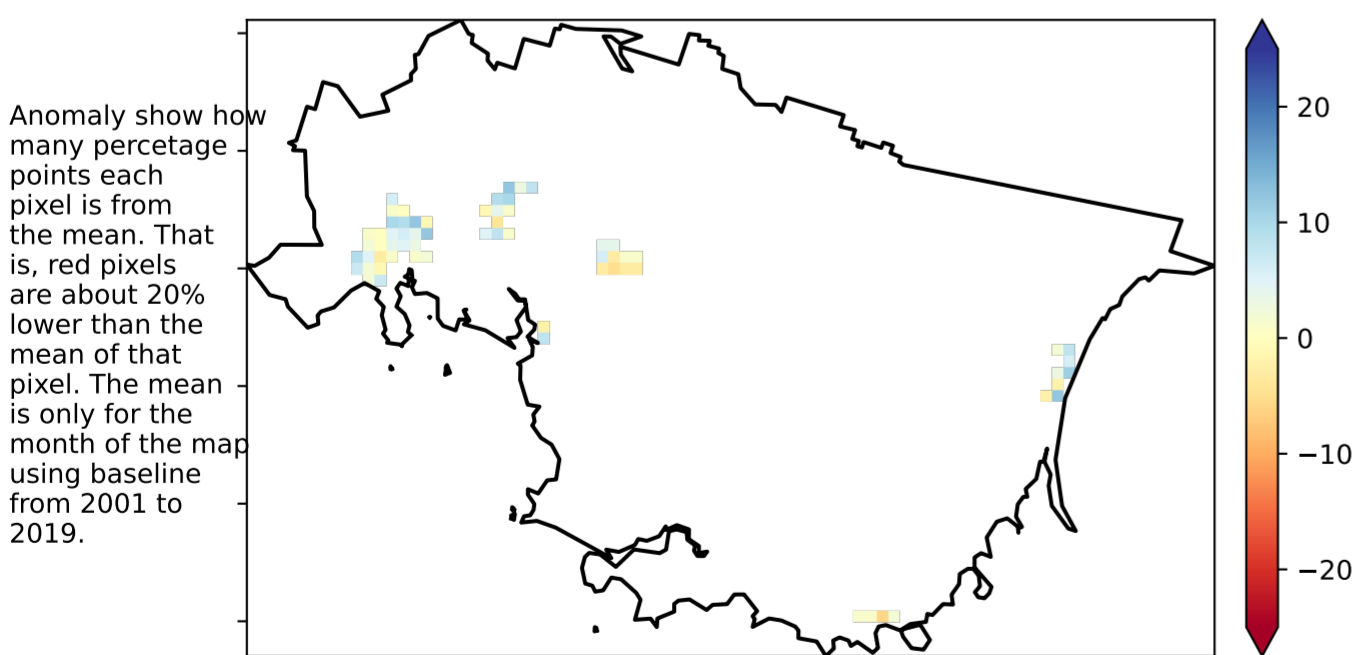 Anomaly show how
many percetage
points each
pixel is from
the mean. That
is, red pixels
are about 20%
lower than the
mean of that
pixel. The mean
is only for the
month of the map
using baseline
from 2001 to
2019.
20
10
0
−10
−20